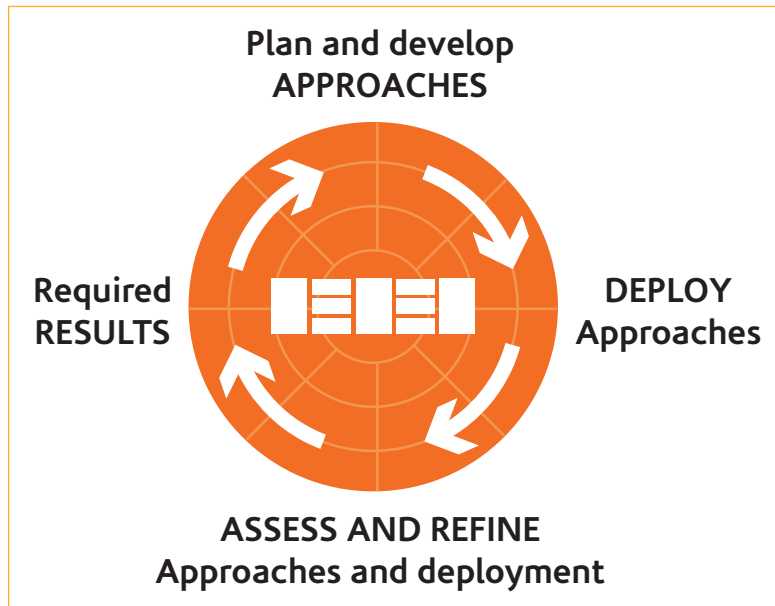 Plan and develop
APPROACHES
Required
RESULTS
DEPLOY
Approaches
ASSESS AND REFINE
Approaches and deployment